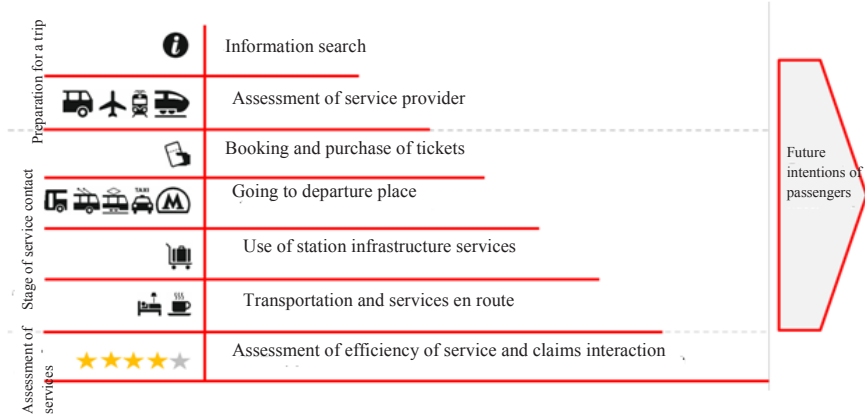 Preparation for a trip
Information search
Assessment of service provider
Stage of service contact
Booking and purchase of tickets
TAXI
M
Going to departure place
Use of station infrastructure services
Transportation and services en route
Assessment of
services
Assessment of efficiency of service and claims interaction
Future
intentions of
passengers